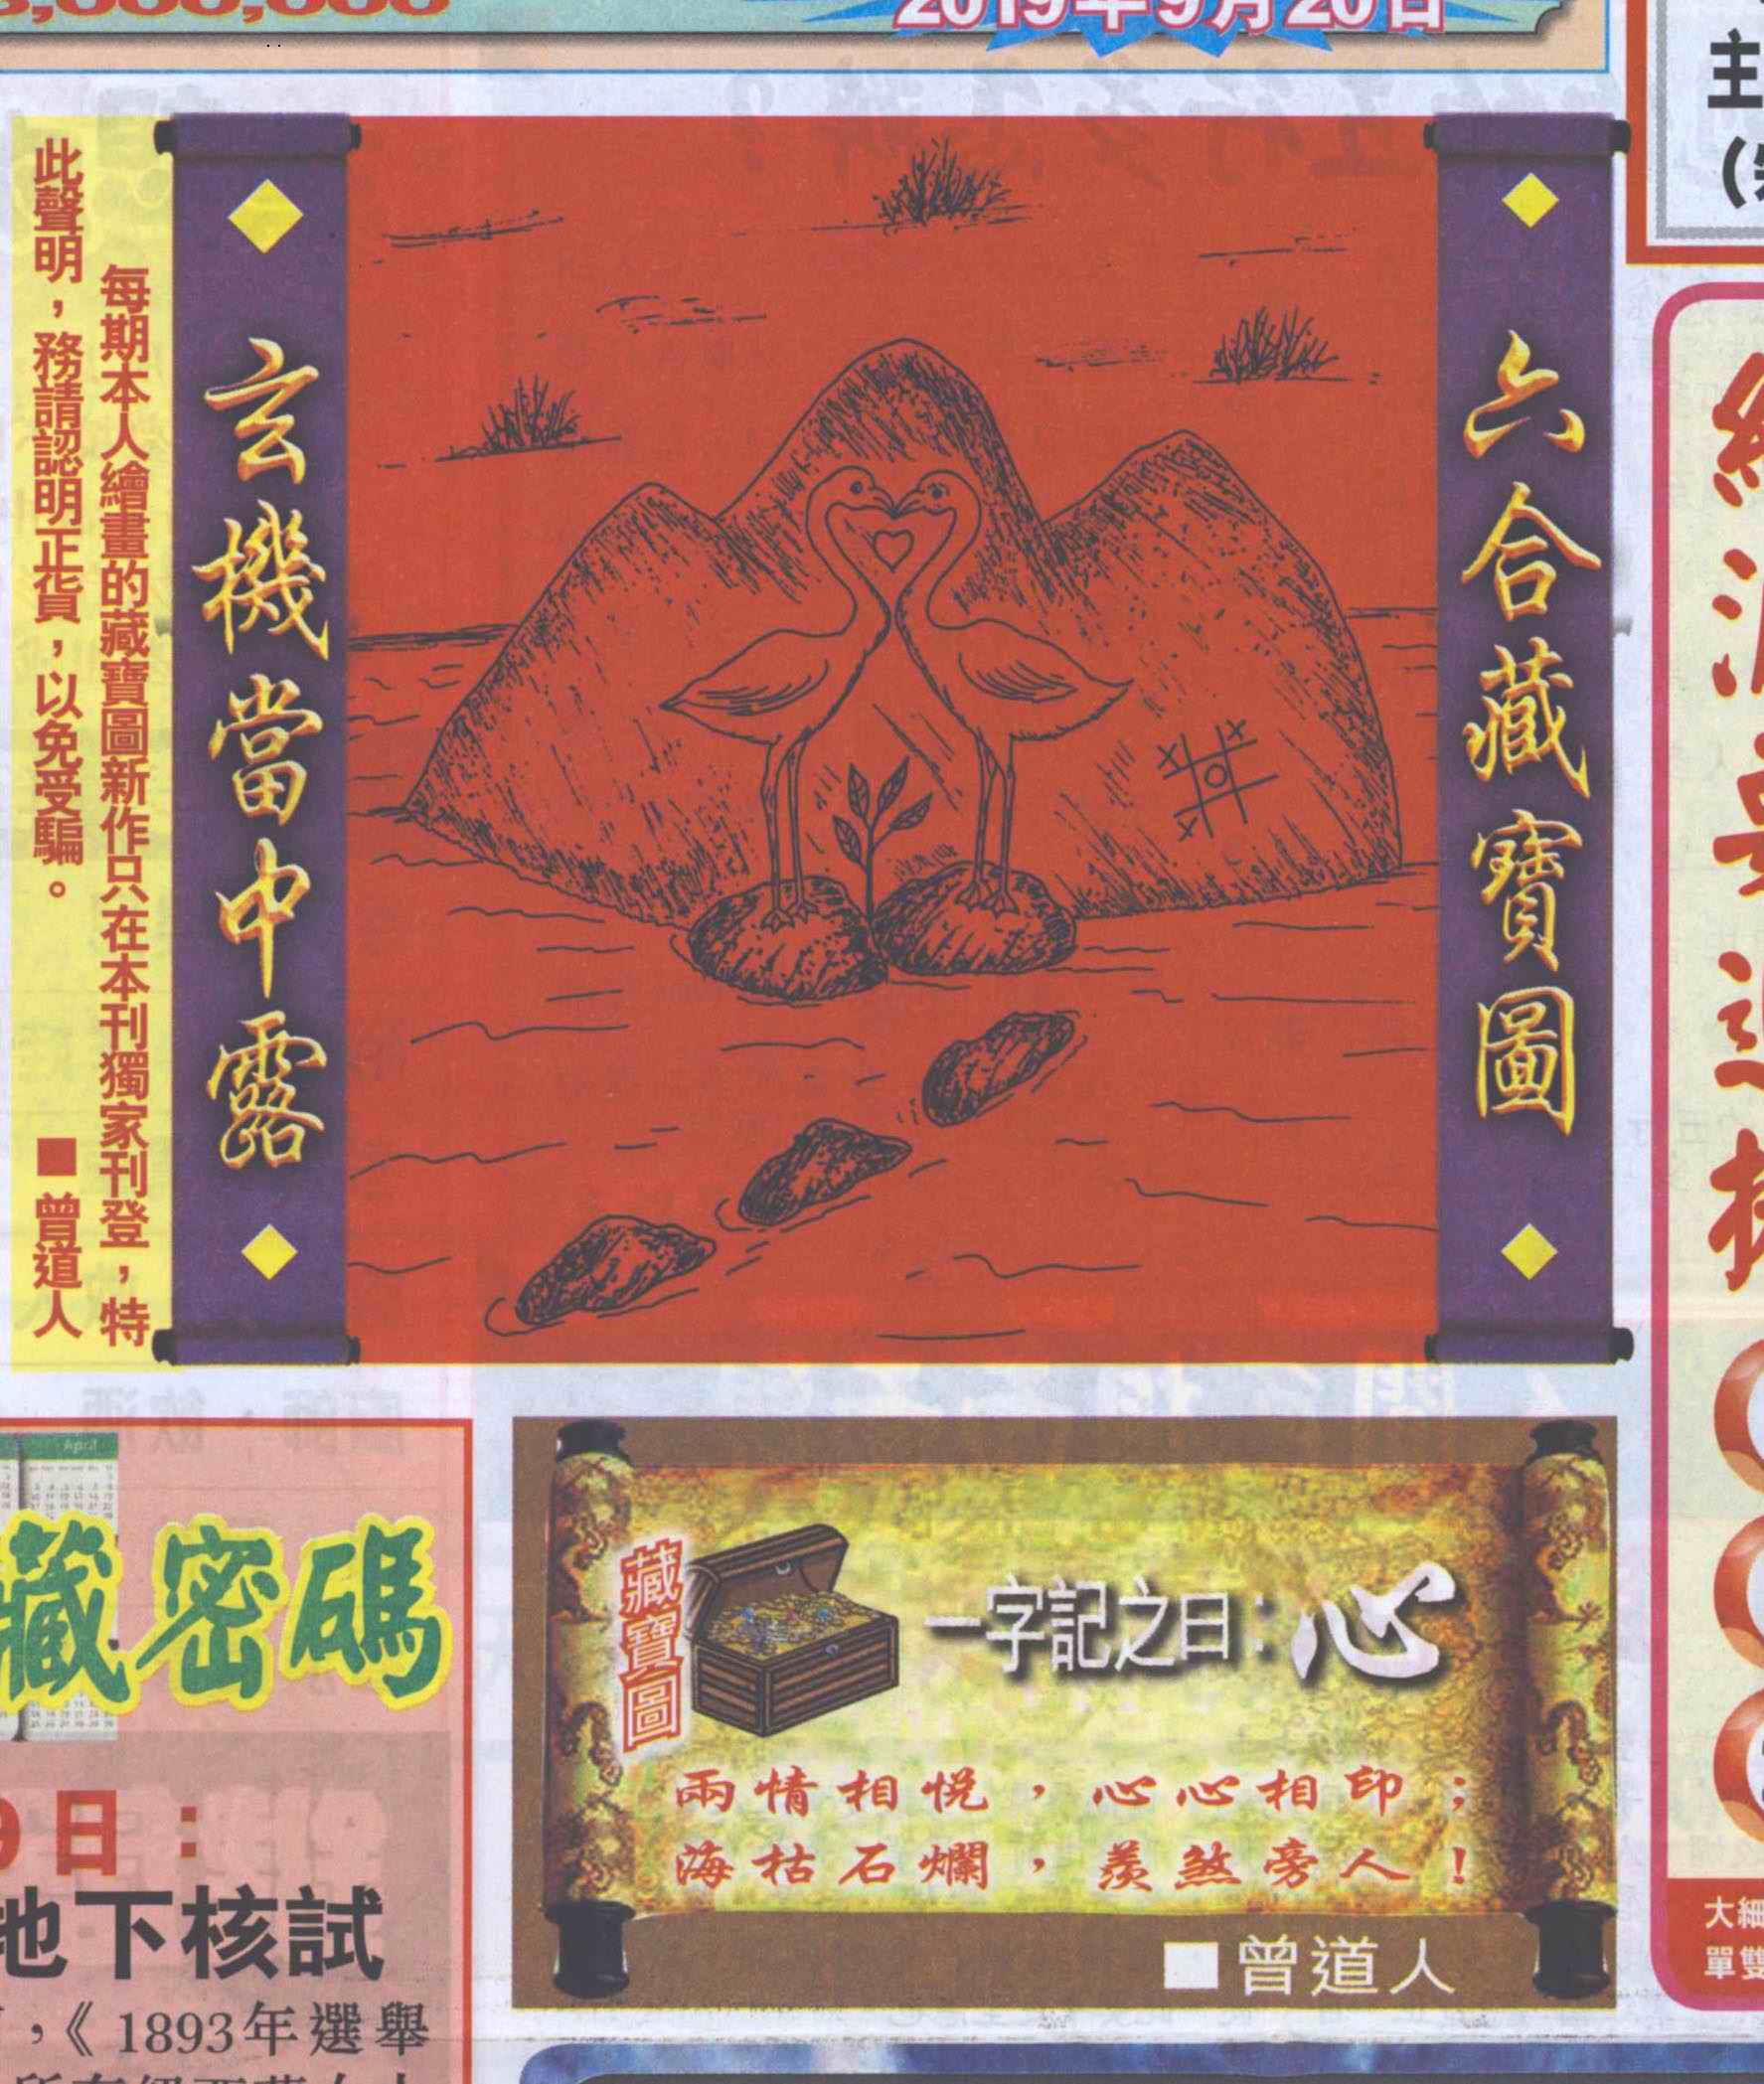 2019年9月20日
主
六合藏寶圖
玄機當中露
每期本人繪畫的藏寶圖新作只在本刊獨家刊登，特
此聲明，務請認明正貨，以免受騙。 ■曾道人
藏密碼
9日：
地下核試
，《1893年選舉
藏寶圖
一字記之曰：心
兩情相悅，心心相印；
海枯石爛，羨煞旁人！
■曾道人
大細
單雙